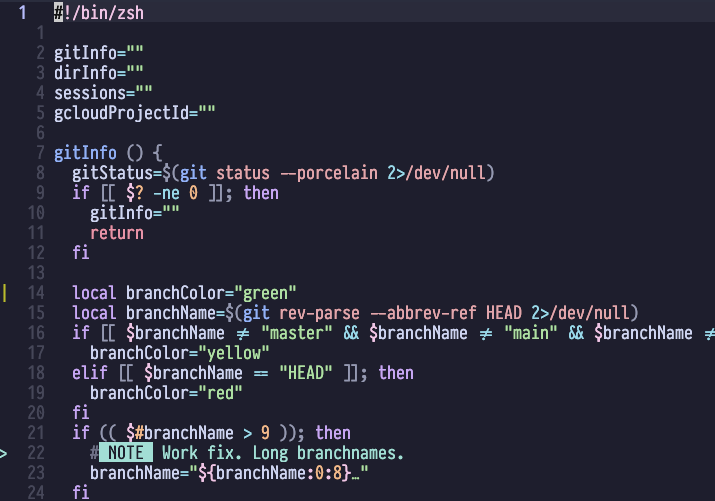 1 #!/bin/zsh
1
2 gitInfo=""
3 dirInfo=""
4 sessions=""
5 gcloudProjectId=""
6
7 gitInfo () {
8 gitStatus=$(git status --porcelain 2>/dev/null)
9 if [[ $? -ne 0 ]]; then
10 gitInfo=""
11 return
12 fi
13
14 local branchColor="green"
15 local branchName=$(git rev-parse --abbrev-ref HEAD 2>/dev/null)
16 if [[ $branchName ≠ "master" && $branchName ≠ "main" && $branchName ≠
17 branchColor="yellow"
18 elif [[ $branchName == "HEAD" ]]; then
19 branchColor="red"
20 fi
21 if (( $#branchName > 9 )); then
> 22 # NOTE Work fix. Long branchnames.
23 branchName="${branchName:0:8}…"
24 fi